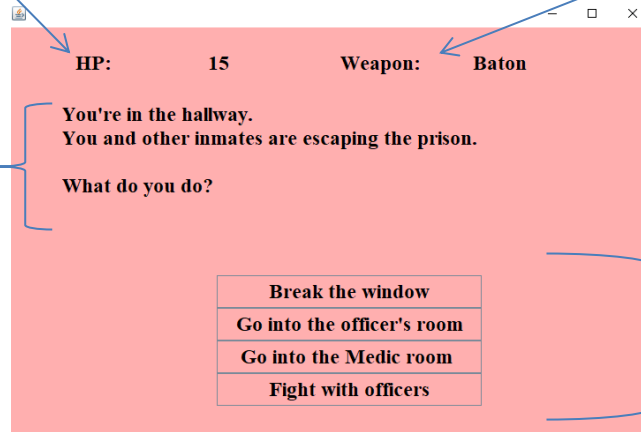 HP: 15 Weapon: Baton
You're in the hallway.
You and other inmates are escaping the prison.
What do you do?
Break the window
Go into the officer's room
Go into the Medic room
Fight with officers